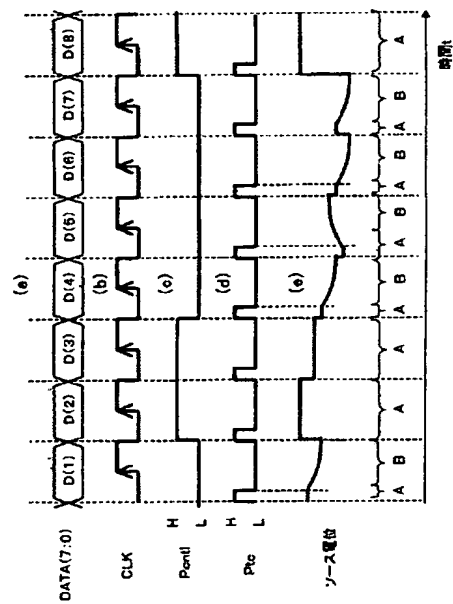 (a)
DATA(7:0) D(1) D(2) D(3) D(4) D(5) D(6) D(7) D(8)
(b)
CLK
(c)
Pcntl H L
(d)
Ptc H L
(e)
ソース電位
A B A A A B A B A B A B A
時間t